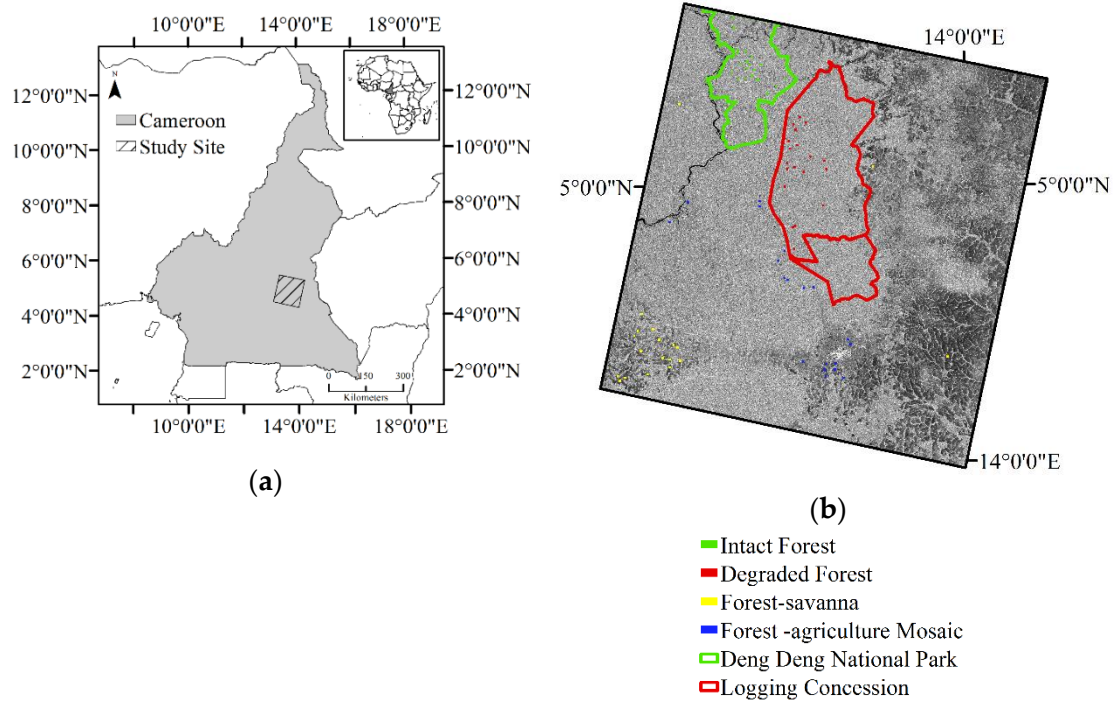 10°0'0"E 14°0'0"E 18°0'0"E
12°0'0"N
10°0'0"N
8°0'0"N
6°0'0"N
4°0'0"N
2°0'0"N
N
Cameroon
Study Site
12°0'0"N
10°0'0"N
8°0'0"N
6°0'0"N
4°0'0"N
2°0'0"N
0 150 300
Kilometers
10°0'0"E 14°0'0"E 18°0'0"E
(a)
14°0'0"E
5°0'0"N
5°0'0"N
14°0'0"E
(b)
Intact Forest
Degraded Forest
Forest-savanna
Forest -agriculture Mosaic
Deng Deng National Park
Logging Concession